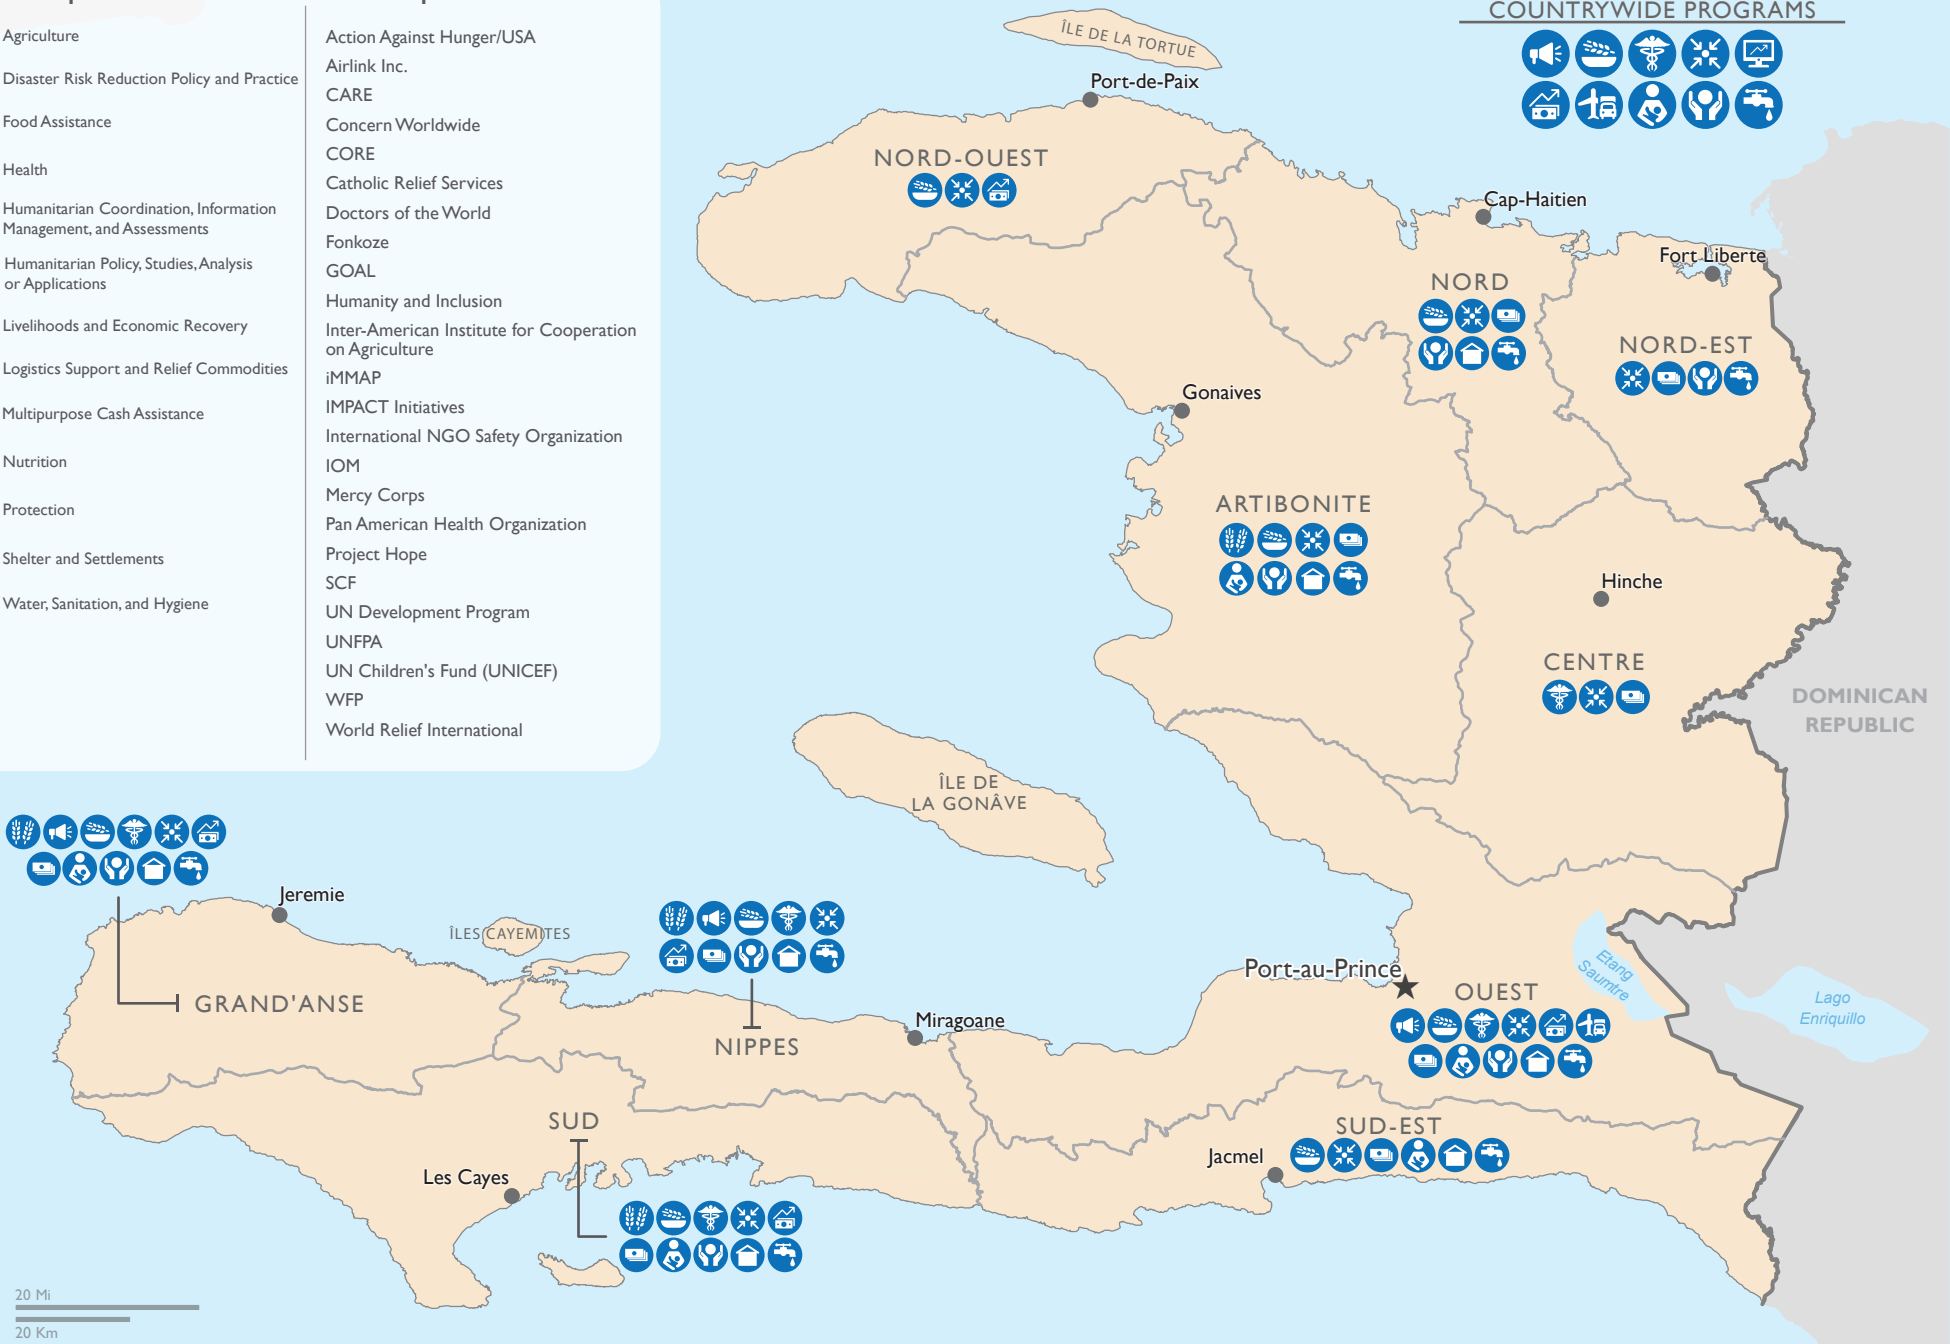 Agriculture
Disaster Risk Reduction Policy and Practice
Food Assistance
Health
Humanitarian Coordination, Information
Management, and Assessments
Humanitarian Policy, Studies, Analysis
or Applications
Livelihoods and Economic Recovery
Logistics Support and Relief Commodities
Multipurpose Cash Assistance
Nutrition
Protection
Shelter and Settlements
Water, Sanitation, and Hygiene
Action Against Hunger/USA
Airlink Inc.
CARE
Concern Worldwide
CORE
Catholic Relief Services
Doctors of the World
Fonkoze
GOAL
Humanity and Inclusion
Inter-American Institute for Cooperation
on Agriculture
iMMAP
IMPACT Initiatives
International NGO Safety Organization
IOM
Mercy Corps
Pan American Health Organization
Project Hope
SCF
UN Development Program
UNFPA
UN Children's Fund (UNICEF)
WFP
World Relief International
COUNTRYWIDE PROGRAMS
ÎLE DE LA TORTUE
Port-de-Paix
NORD-OUEST
Cap-Haitien
Fort Liberte
NORD
NORD-EST
Gonaives
ARTIBONITE
Hinche
CENTRE
DOMINICAN
REPUBLIC
ÎLE DE
LA GONÂVE
Jeremie
ÎLES CAYEMITES
GRAND'ANSE
NIPPES
Miragoane
Port-au-Prince
OUEST
Etang
Saumtre
Lago
Enriquillo
SUD
SUD-EST
Jacmel
Les Cayes
20 Mi
20 Km